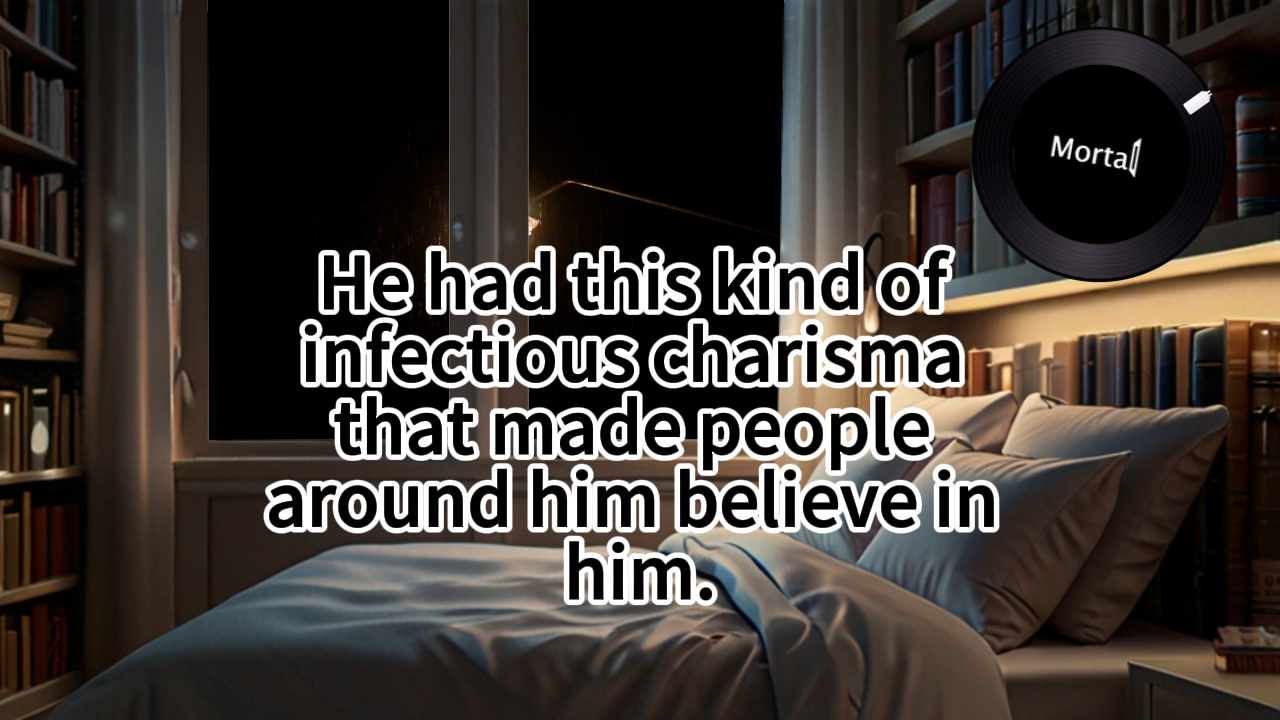 Mortal
He had this kind of
infectious charisma
that made people
around him believe in
him.